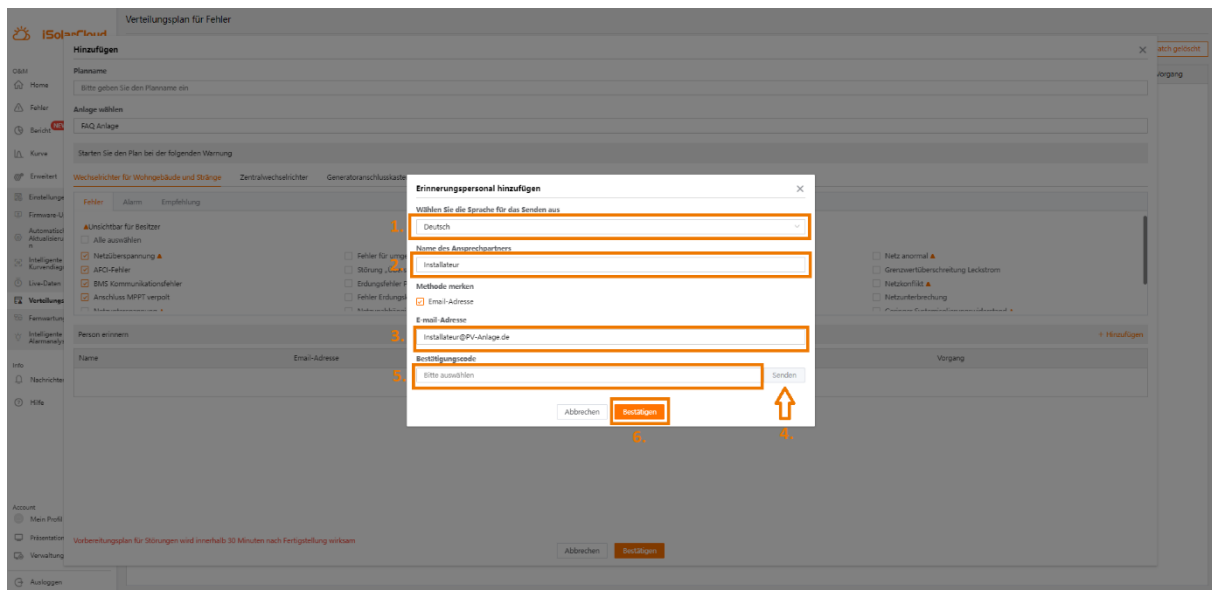 Verteilungsplan für Fehler
iSolarCloud
Hinzufügen
atch gelöscht
Planname
Bitte geben Sie den Planname ein
Vorgang
O&M
Home
Fehler
Bericht
Kurve
Erweitert
Firmware-U
Live-Daten
Info
Hilfe
Account
Mein Profil
Präsentation
Verwaltung
Ausloggen
Anlage wählen
FAQ Anlage
Starten Sie den Plan bei der folgenden Warnung
Wechselrichter für Wohngebäude und Stränge Zentralwechselrichter
Fehler Alarm Empfehlung
Unsichtbar für Besitzer
Alle auswählen
Netzüberspannung
AFCI-Fehler
BMS Kommunikationsfehler
Anschluss MPPT verpolt
Netz anormal
Grenzwertüberschreitung Leckstrom
Netzkonflikt
Netzunterbrechung
Person erinnern
+ Hinzufügen
Name Email-Adresse Vorgang
Erinnerungspersonal hinzufügen
Wählen Sie die Sprache für das Senden aus
1. Deutsch
Name des Ansprechpartners
2. Installateur
Methode merken
Email-Adresse
E-mail-Adresse
3. Installateur@PV-Anlage.de
Bestätigungscode
5. Bitte auswählen Senden
Abbrechen Bestätigen
6. 4.
Vorbereitungsplan für Störungen wird innerhalb 30 Minuten nach Fertigstellung wirksam
Abbrechen Bestätigen